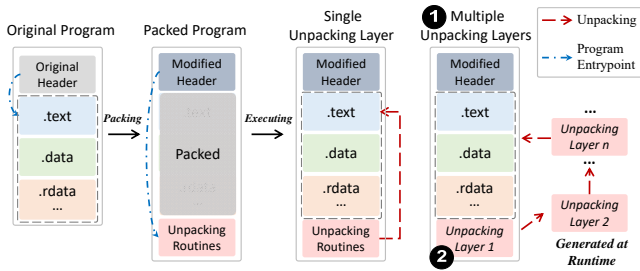 Original Program
Original
Header
.text
.data
.rdata
...
Packing
Packed Program
Modified
Header
Packed
Unpacking
Routines
Executing
Single
Unpacking Layer
Modified
Header
.text
.data
.rdata
...
Unpacking
Routines
1 Multiple
Unpacking Layers
Modified
Header
.text
.data
.rdata
...
Unpacking
Layer 1
2
...
Unpacking
Layer n
...
Unpacking
Layer 2
Generated at
Runtime
Unpacking
Program
Entrypoint